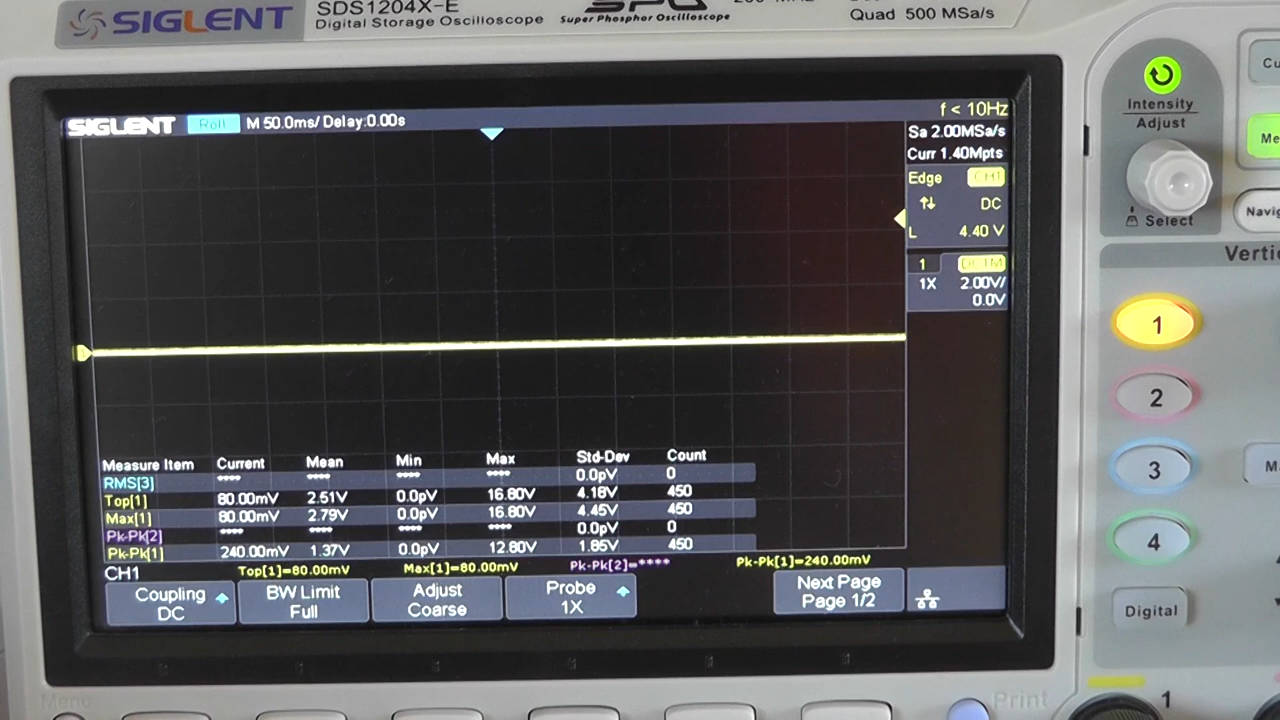 SIGLENT
SDS1204X-E
Digital Storage Oscilloscope
Super Phosphor Oscilloscope
Quad 500 MSa/s
SIGLENT Roll M 50.0ms/ Delay:0.00s
f < 10Hz
Sa 2.00MSa/s
Curr 1.40Mpts
Edge CH1
DC
L 4.40 V
1 DC1M
1X 2.00V/
0.0V
Measure Item Current Mean Min Max Std-Dev Count
RMS[3] **** **** **** **** 0.0pV 0
Top[1] 80.00mV 2.51V 0.0pV 16.80V 4.18V 450
Max[1] 80.00mV 2.79V 0.0pV 16.80V 4.45V 450
Pk-Pk[2] **** **** **** **** 0.0pV 0
Pk-Pk[1] 240.00mV 1.37V 0.0pV 12.80V 1.85V 450
CH1 Top[1]=80.00mV Max[1]=80.00mV Pk-Pk[2]=**** Pk-Pk[1]=240.00mV
Coupling
DC
BW Limit
Full
Adjust
Coarse
Probe
1X
Next Page
Page 1/2
Intensity
Adjust
Select
1
2
3
4
Digital
Menu
Print
1